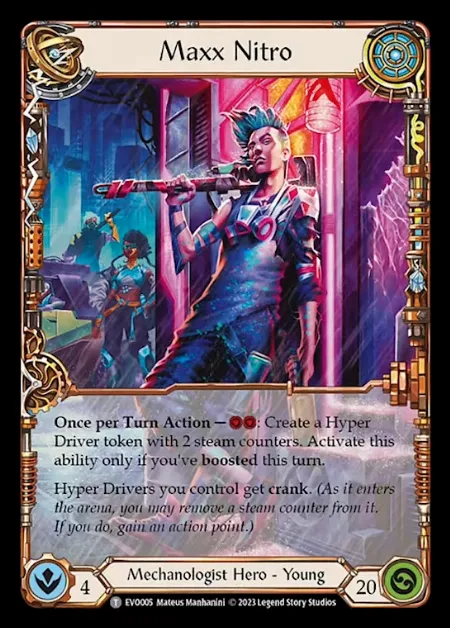 Maxx Nitro
Once per Turn Action — : Create a Hyper
Driver token with 2 steam counters. Activate this
ability only if you've boosted this turn.
Hyper Drivers you control get crank. (As it enters
the arena, you may remove a steam counter from it.
If you do, gain an action point.)
4
Mechanologist Hero - Young
20
T EVO005 Mateus Manhanini © 2023 Legend Story Studios